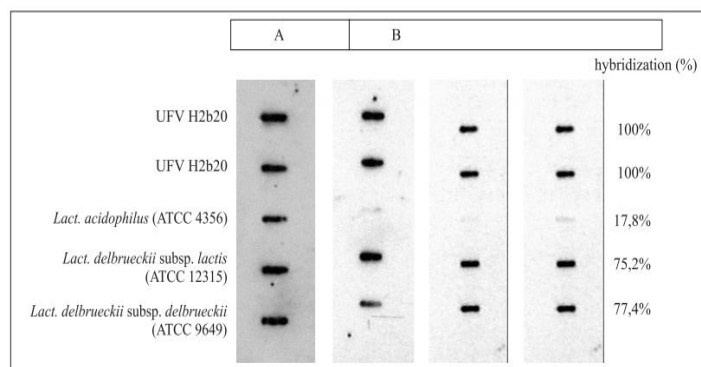 A B
hybridization (%)
UFV H2b20 100%
UFV H2b20 100%
Lact. acidophilus (ATCC 4356) 17,8%
Lact. delbrueckii subsp. lactis
(ATCC 12315) 75,2%
Lact. delbrueckii subsp. delbrueckii
(ATCC 9649) 77,4%